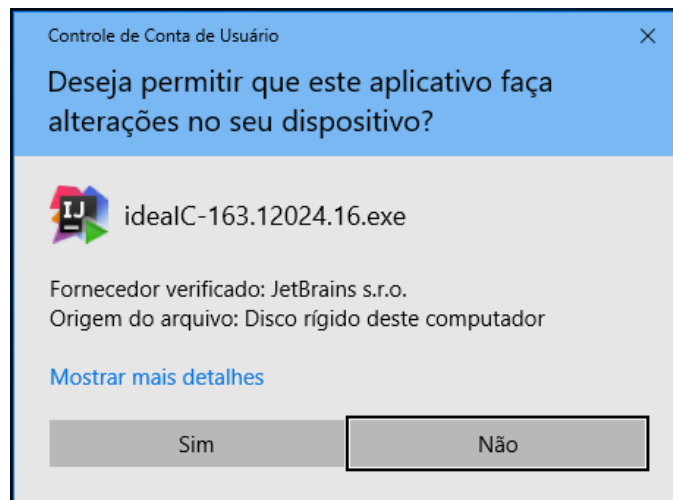 Controle de Conta de Usuário
Deseja permitir que este aplicativo faça
alterações no seu dispositivo?
IJ
ideaIC-163.12024.16.exe
Fornecedor verificado: JetBrains s.r.o.
Origem do arquivo: Disco rígido deste computador
Mostrar mais detalhes
Sim
Não